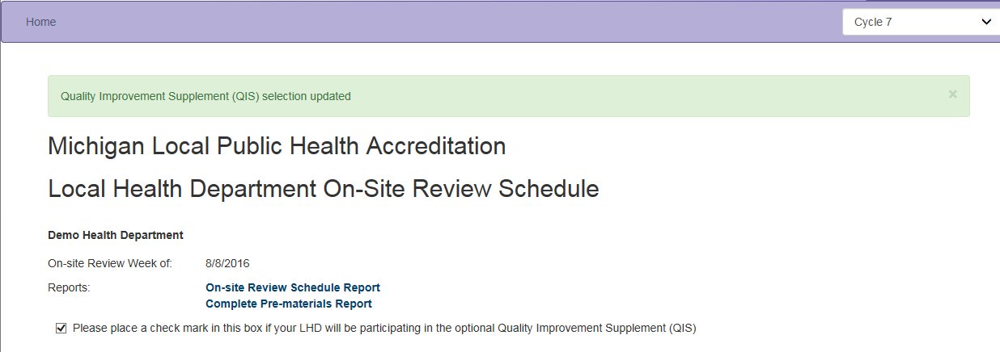 Home
Cycle 7
Quality Improvement Supplement (QIS) selection updated
×
Michigan Local Public Health Accreditation
Local Health Department On-Site Review Schedule
Demo Health Department
On-site Review Week of: 8/8/2016
Reports: On-site Review Schedule Report
Complete Pre-materials Report
Please place a check mark in this box if your LHD will be participating in the optional Quality Improvement Supplement (QIS)